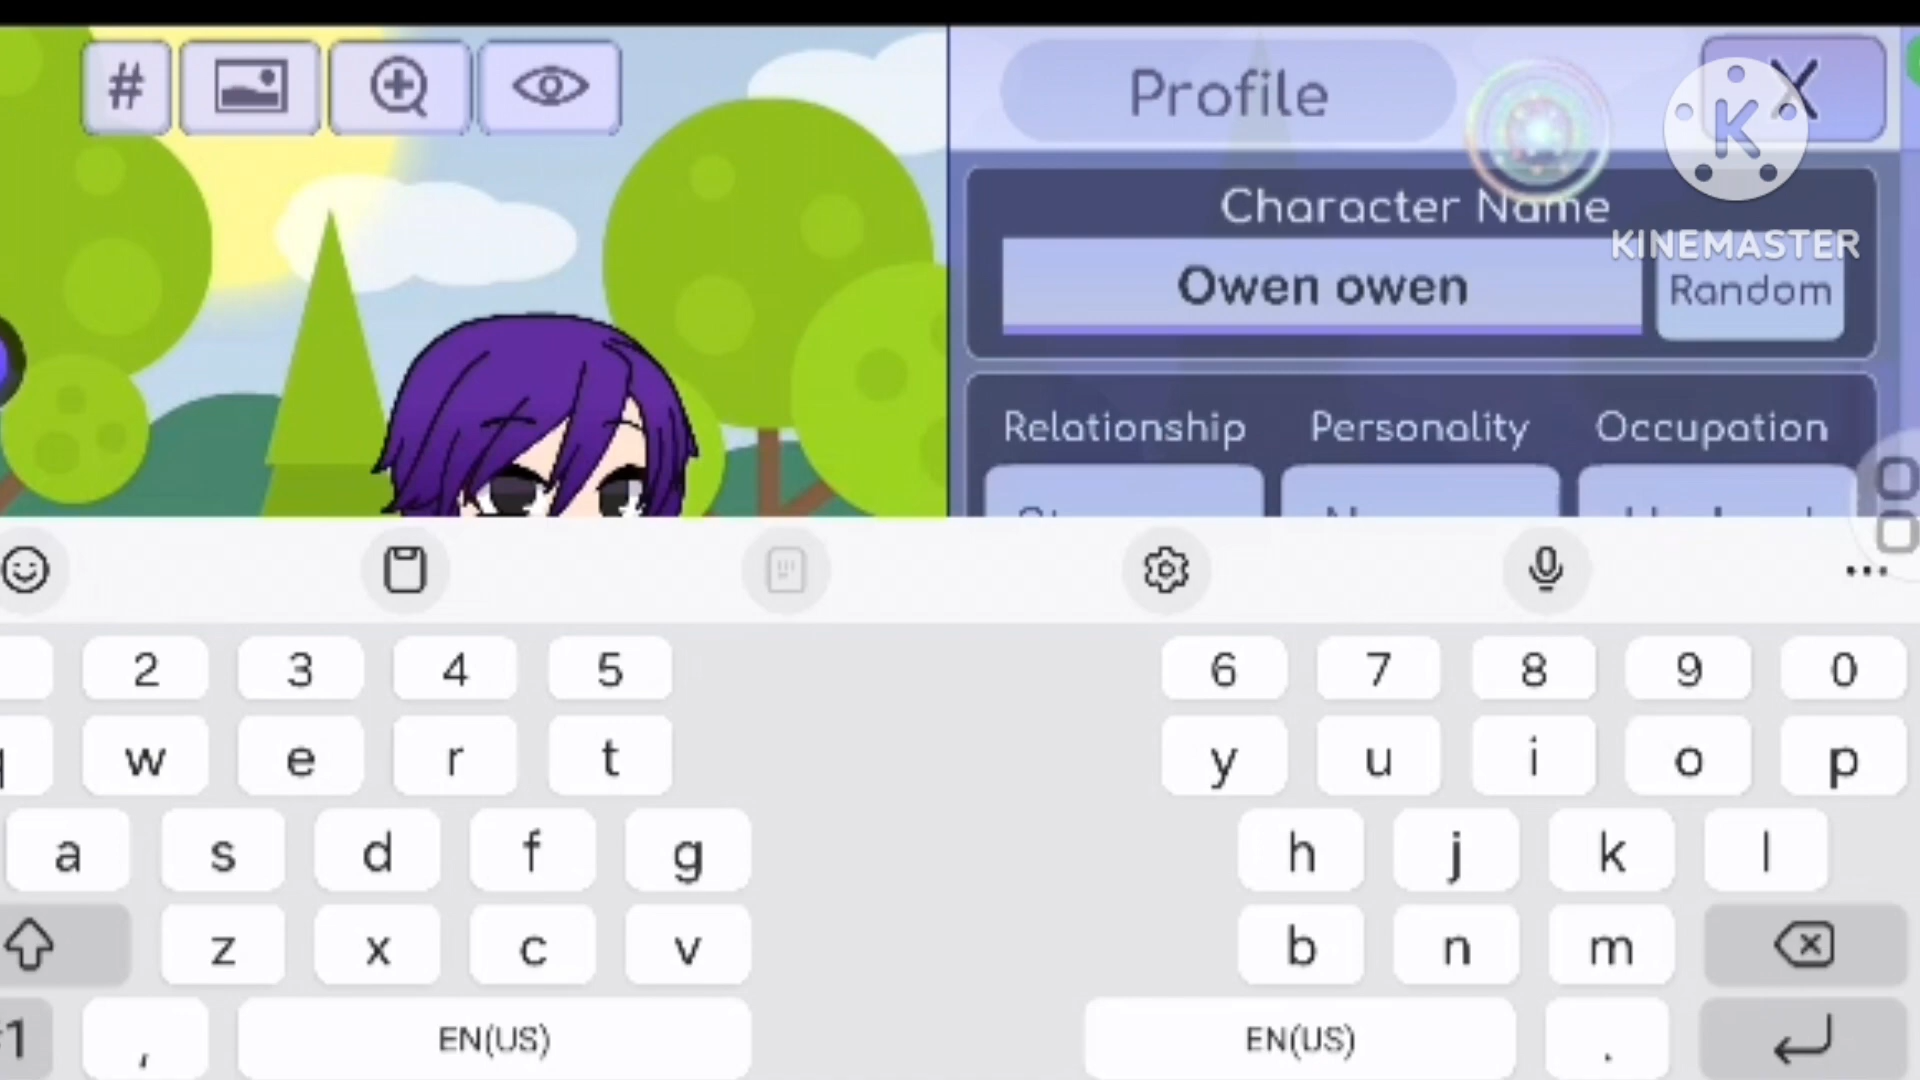 #
Profile
X
K
KINEMASTER
Character Name
Owen owen
Random
Relationship
Personality
Occupation
2 3 4 5 6 7 8 9 0
q w e r t y u i o p
a s d f g h j k l
z x c v b n m
, EN(US) EN(US) .